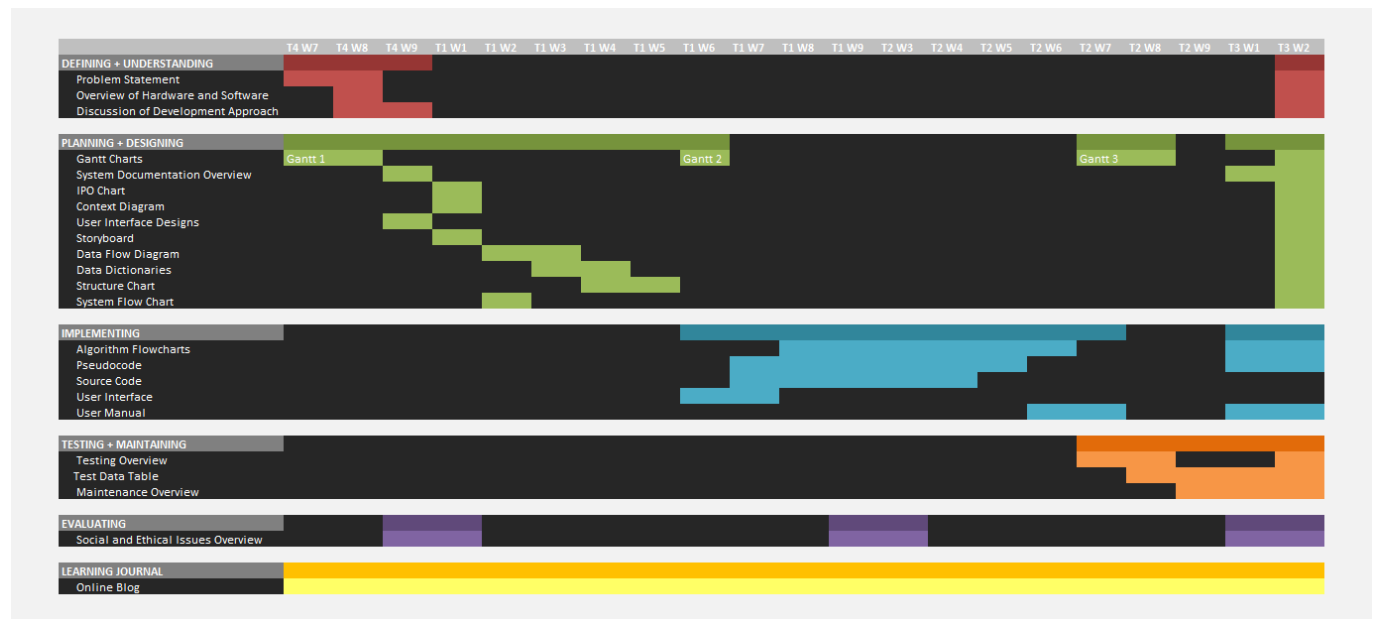 T4 W7 T4 W8 T4 W9 T1 W1 T1 W2 T1 W3 T1 W4 T1 W5 T1 W6 T1 W7 T1 W8 T1 W9 T2 W3 T2 W4 T2 W5 T2 W6 T2 W7 T2 W8 T2 W9 T3 W1 T3 W2
DEFINING + UNDERSTANDING
Problem Statement
Overview of Hardware and Software
Discussion of Development Approach
PLANNING + DESIGNING
Gantt Charts Gantt 1 Gantt 2 Gantt 3
System Documentation Overview
IPO Chart
Context Diagram
User Interface Designs
Storyboard
Data Flow Diagram
Data Dictionaries
Structure Chart
System Flow Chart
IMPLEMENTING
Algorithm Flowcharts
Pseudocode
Source Code
User Interface
User Manual
TESTING + MAINTAINING
Testing Overview
Test Data Table
Maintenance Overview
EVALUATING
Social and Ethical Issues Overview
LEARNING JOURNAL
Online Blog